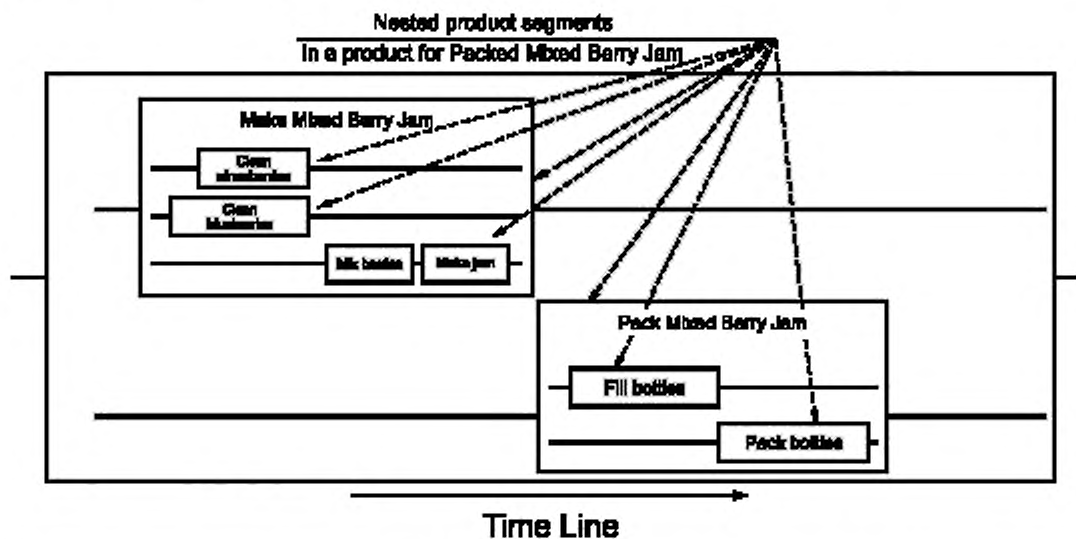 Nested product segments
in a product for Packed Mixed Berry Jam
Make Mixed Berry Jam
Clean
strawberries
Clean
blueberries
Mix berries
Make jam
Pack Mixed Berry Jam
Fill bottles
Pack bottles
Time Line